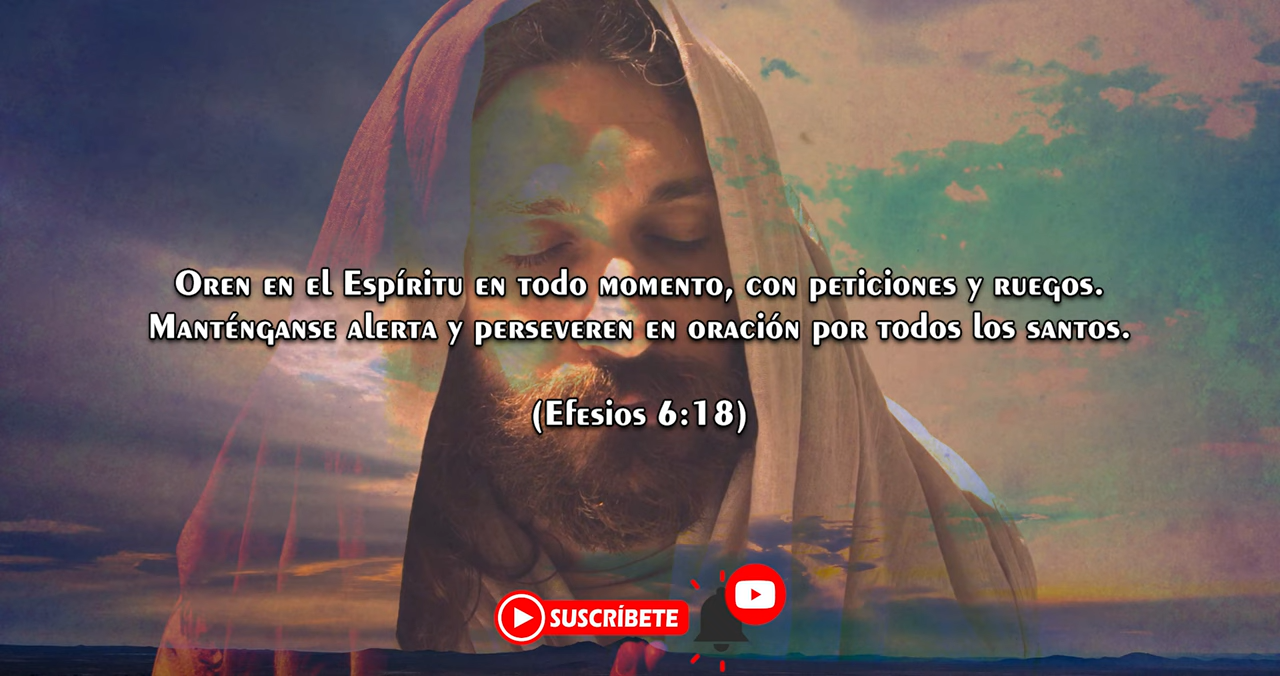 Oren en el Espíritu en todo momento, con peticiones y ruegos.
Manténganse alerta y perseveren en oración por todos los santos.
(Efesios 6:18)
SUSCRÍBETE